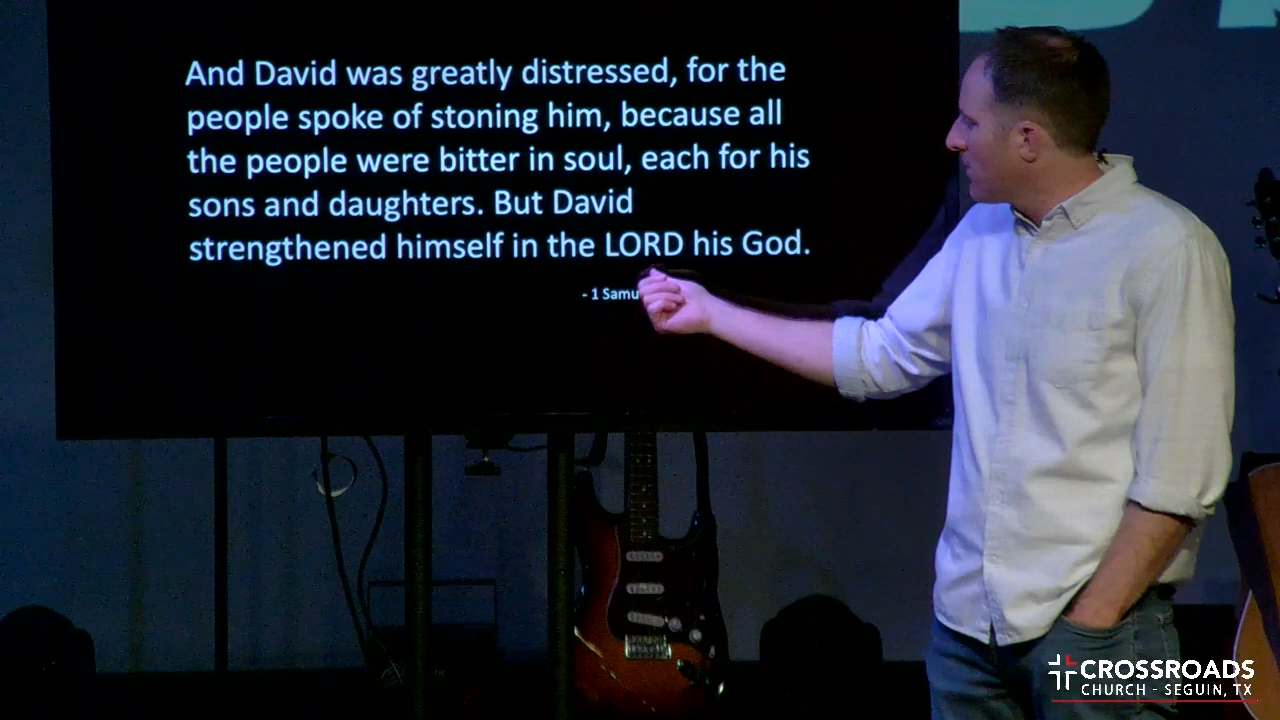 And David was greatly distressed, for the
people spoke of stoning him, because all
the people were bitter in soul, each for his
sons and daughters. But David
strengthened himself in the LORD his God.
- 1 Samu
CROSSROADS
CHURCH - SEGUIN, TX